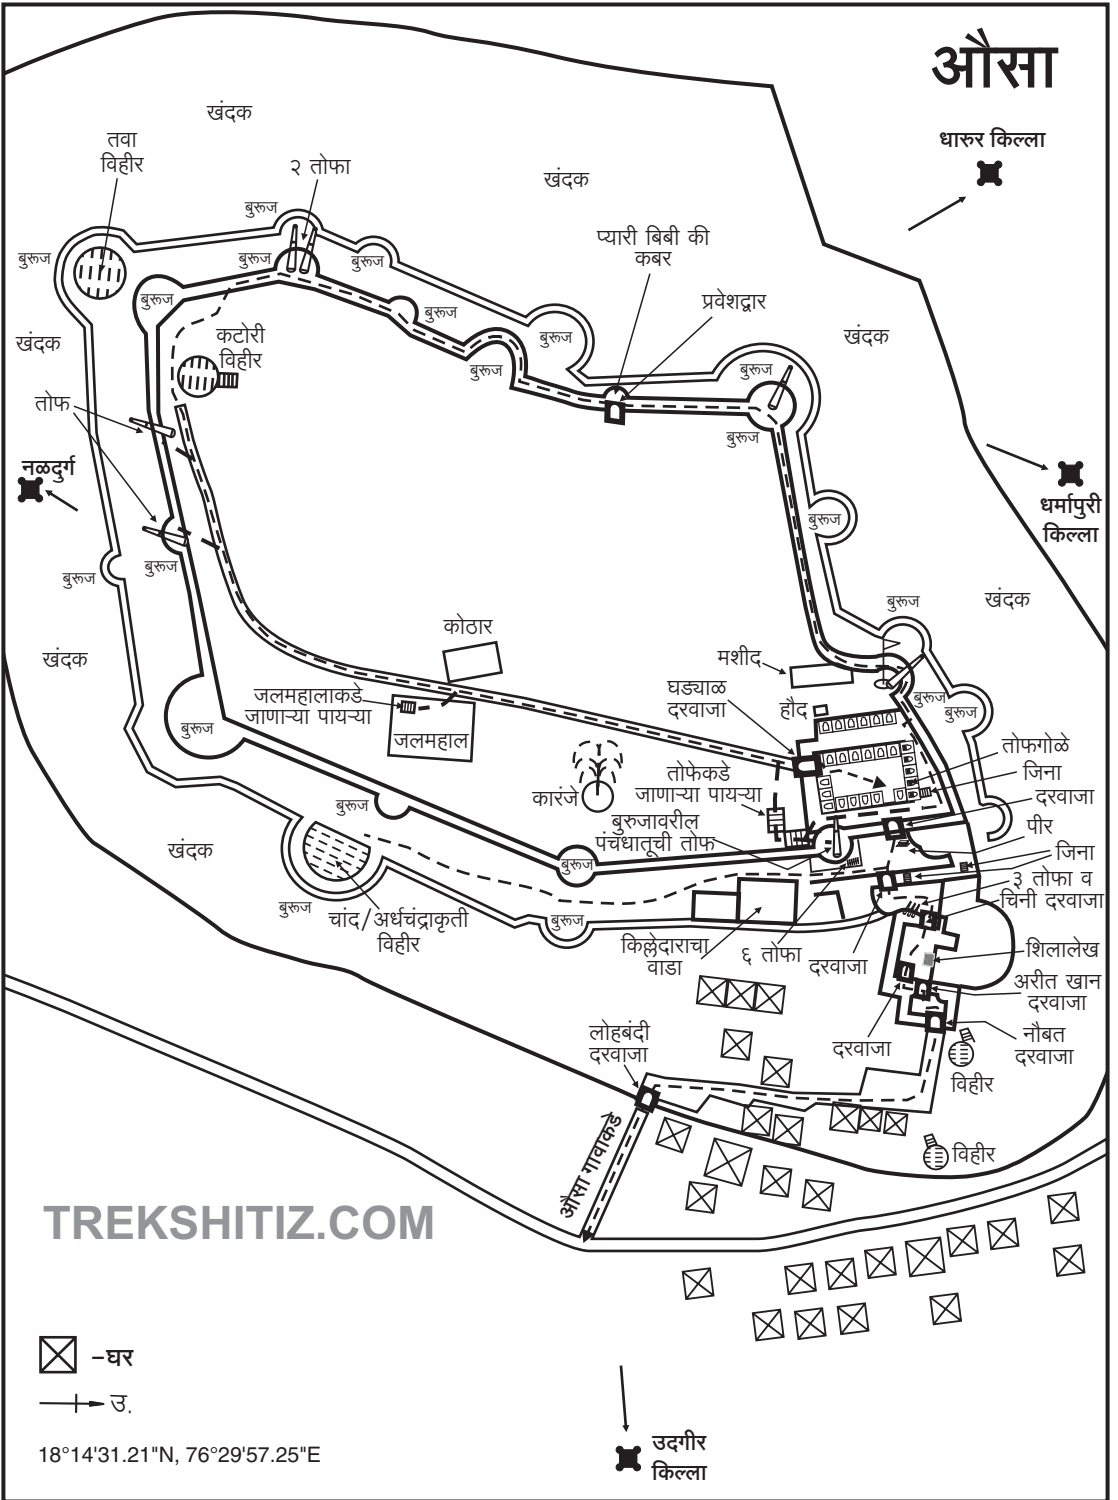 औसा
धारुर किल्ला
खंदक
तवा
विहीर
२ तोफा
खंदक
बुरूज
बुरूज
बुरूज
बुरूज
प्यारी बिबी की
कबर
बुरूज
प्रवेशद्वार
बुरूज
खंदक
कटोरी
विहीर
बुरूज
बुरूज
बुरूज
खंदक
तोफ
बुरूज
नळदुर्ग
धर्मापुरी
किल्ला
बुरूज
बुरूज
बुरूज
बुरूज
खंदक
कोठार
खंदक
मशीद
जलमहालाकडे
जाणाऱ्या पायऱ्या
घड्याळ
दरवाजा
हौद
बुरूज
बुरूज
बुरूज
जलमहाल
तोफगोळे
तोफेकडे
जाणाऱ्या पायऱ्या
जिना
कारंजे
दरवाजा
बुरूज
बुरुजावरील
पंचधातूची तोफ
पीर
खंदक
जिना
बुरूज
३ तोफा व
चिनी दरवाजा
बुरूज
चांद/अर्धचंद्राकृती
विहीर
बुरूज
किल्लेदाराचा
वाडा
६ तोफा
दरवाजा
शिलालेख
अरीत खान
दरवाजा
लोहबंदी
दरवाजा
दरवाजा
नौबत
दरवाजा
विहीर
विहीर
औसा गावाकडे
TREKSHITIZ.COM
-घर
उ.
18°14'31.21"N, 76°29'57.25"E
उदगीर
किल्ला